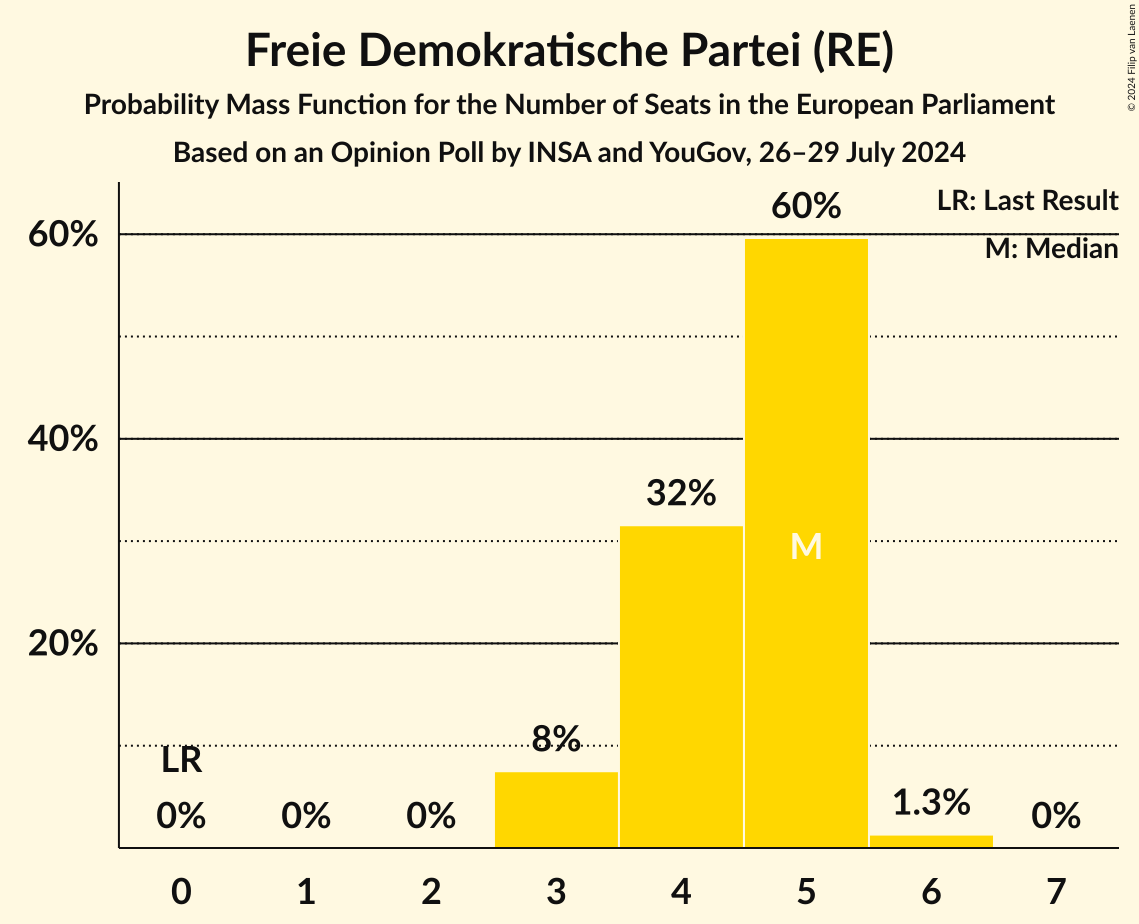 Freie Demokratische Partei (RE)
Probability Mass Function for the Number of Seats in the European Parliament
Based on an Opinion Poll by INSA and YouGov, 26–29 July 2024
© 2024 Filip van Laenen
LR: Last Result
M: Median
60%
40%
20%
LR
0%
0%
0%
8%
32%
60%
M
1.3%
0%
0
1
2
3
4
5
6
7